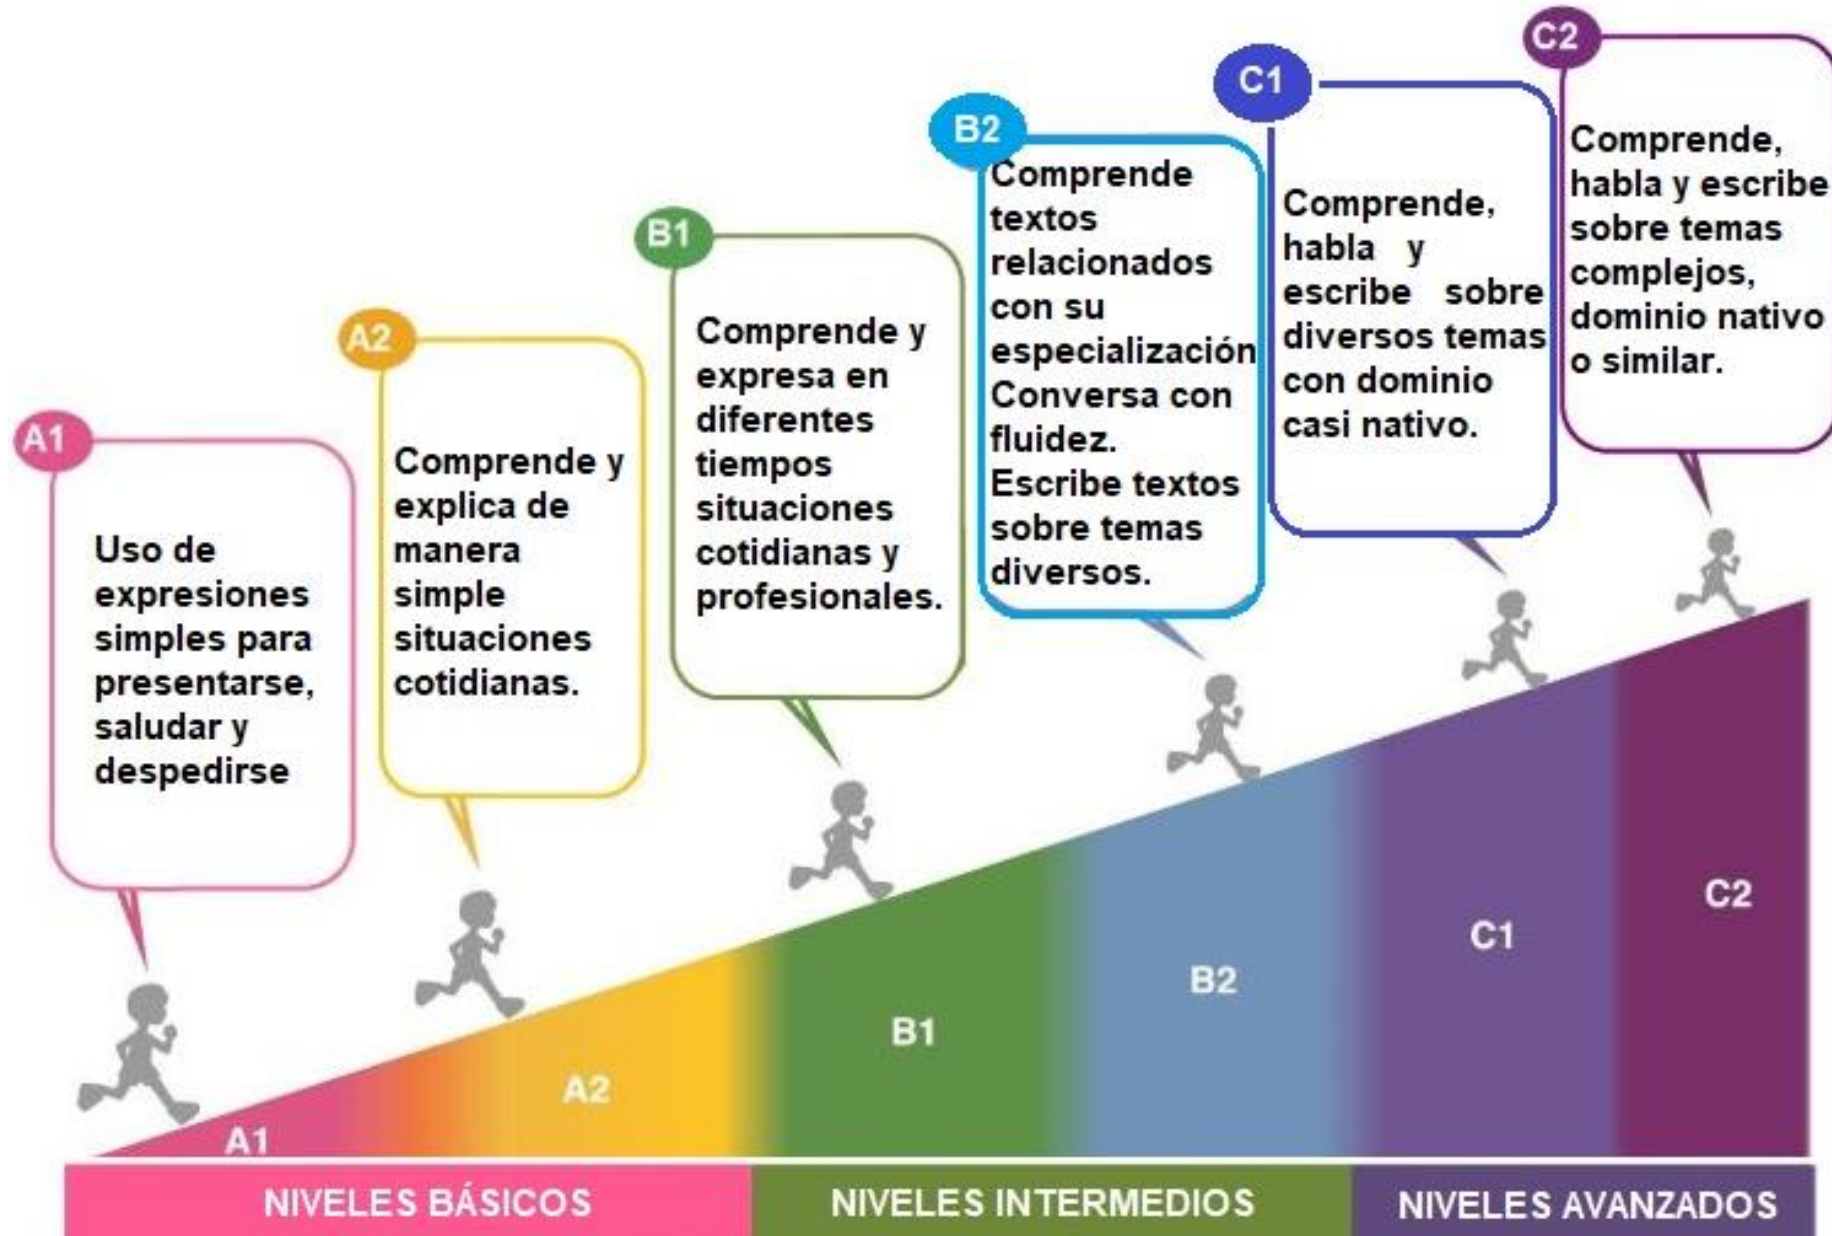 A1
Uso de
expresiones
simples para
presentarse,
saludar y
despedirse
A2
Comprende y
explica de
manera
simple
situaciones
cotidianas.
B1
Comprende y
expresa en
diferentes
tiempos
situaciones
cotidianas y
profesionales.
B2
Comprende
textos
relacionados
con su
especialización
Conversa con
fluidez.
Escribe textos
sobre temas
diversos.
C1
Comprende,
habla y
escribe sobre
diversos temas
con dominio
casi nativo.
C2
Comprende,
habla y escribe
sobre temas
complejos,
dominio nativo
o similar.
A1
A2
B1
B2
C1
C2
NIVELES BÁSICOS
NIVELES INTERMEDIOS
NIVELES AVANZADOS